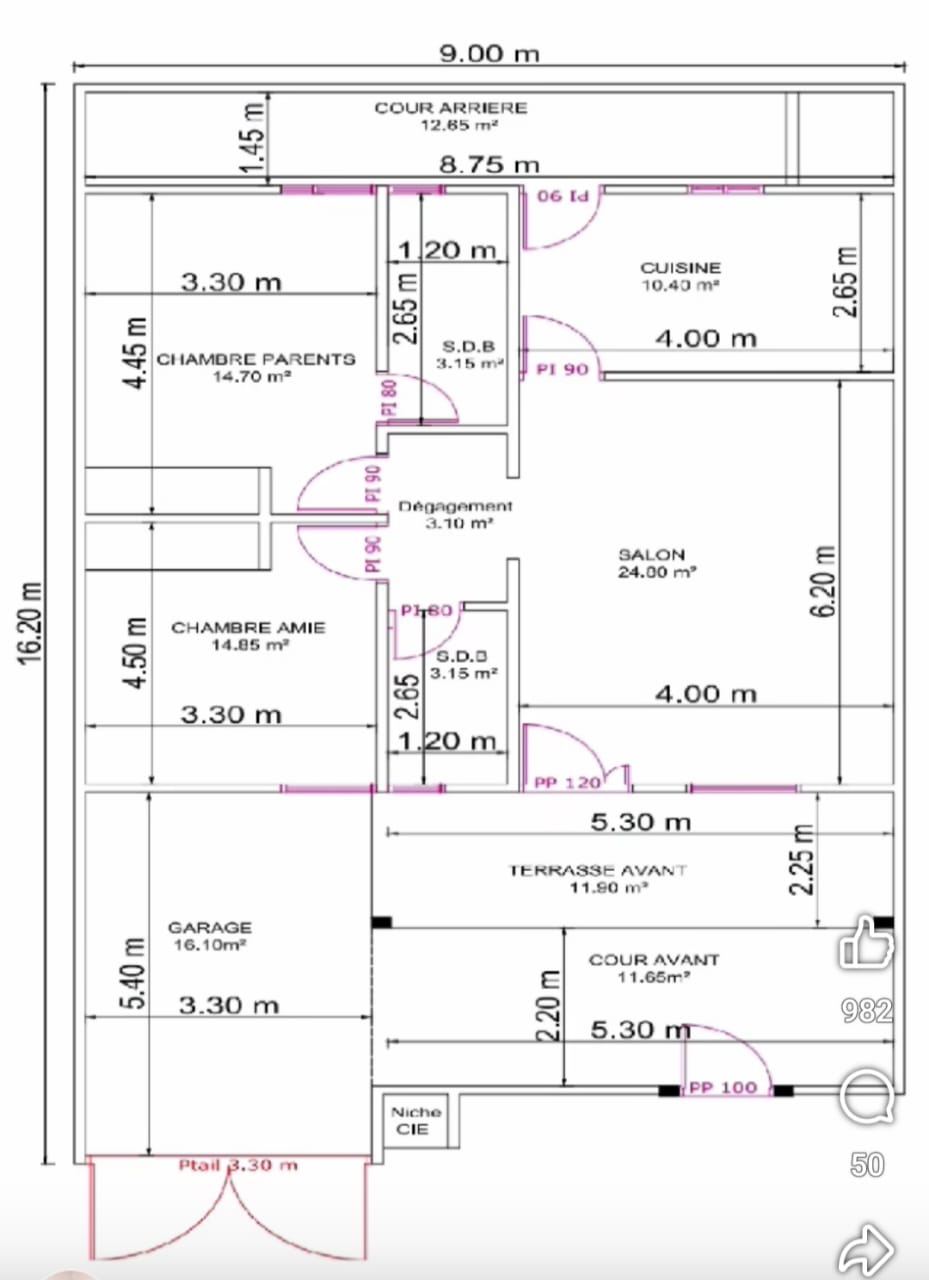 9.00 m
COUR ARRIERE
12.65 m²
1.45 m
8.75 m
PI 90
1.20 m
CUISINE
10.40 m²
3.30 m
2.65 m
2.65 m
4.00 m
S.D.B
3.15 m²
4.45 m
CHAMBRE PARENTS
14.70 m²
PI 90
PI 80
PI 90
Dégagement
3.10 m²
PI 90
SALON
24.80 m²
6.20 m
16.20 m
PI 80
CHAMBRE AMIE
14.85 m²
4.50 m
S.D.B
3.15 m²
2.65
4.00 m
3.30 m
1.20 m
PP 120
5.30 m
2.25 m
TERRASSE AVANT
11.90 m²
GARAGE
16.10m²
COUR AVANT
11.65m²
5.40 m
3.30 m
2.20 m
982
5.30 m
PP 100
Niche
CIE
Ptail 3.30 m
50